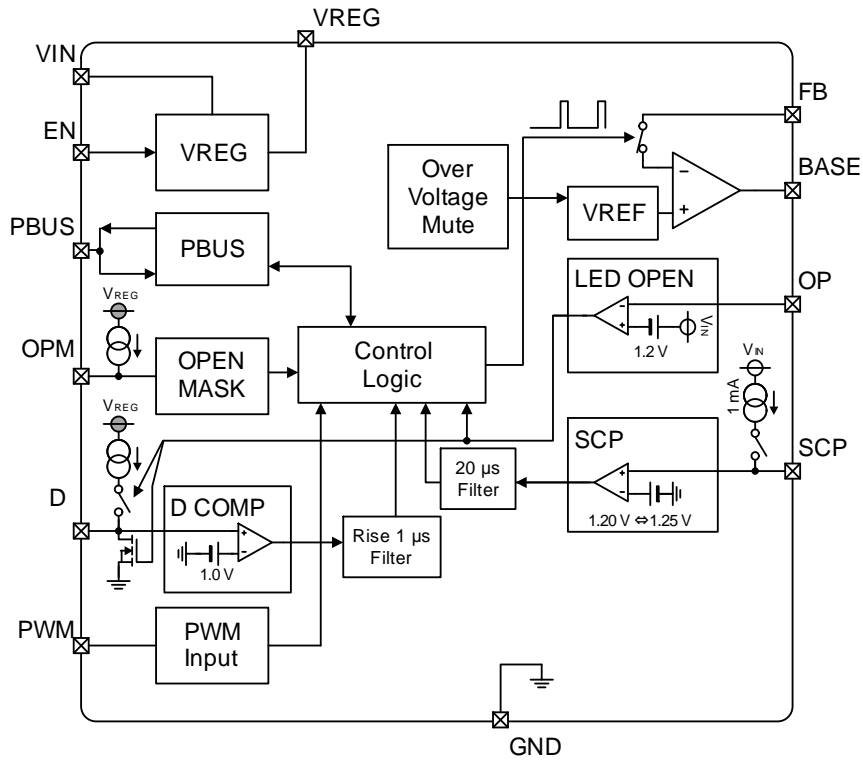 VREG
VIN
EN
VREG
FB
BASE
Over
Voltage
Mute
VREF
−
+
PBUS
PBUS
LED OPEN
OP
-
+
1.2 V
VIN
VREG
OPM
OPEN
MASK
Control
Logic
VIN
1 mA
VREG
SCP
SCP
+
-
1.20 V ⇔1.25 V
20 µs
Filter
D
D COMP
+
-
1.0 V
Rise 1 µs
Filter
PWM
PWM
Input
GND